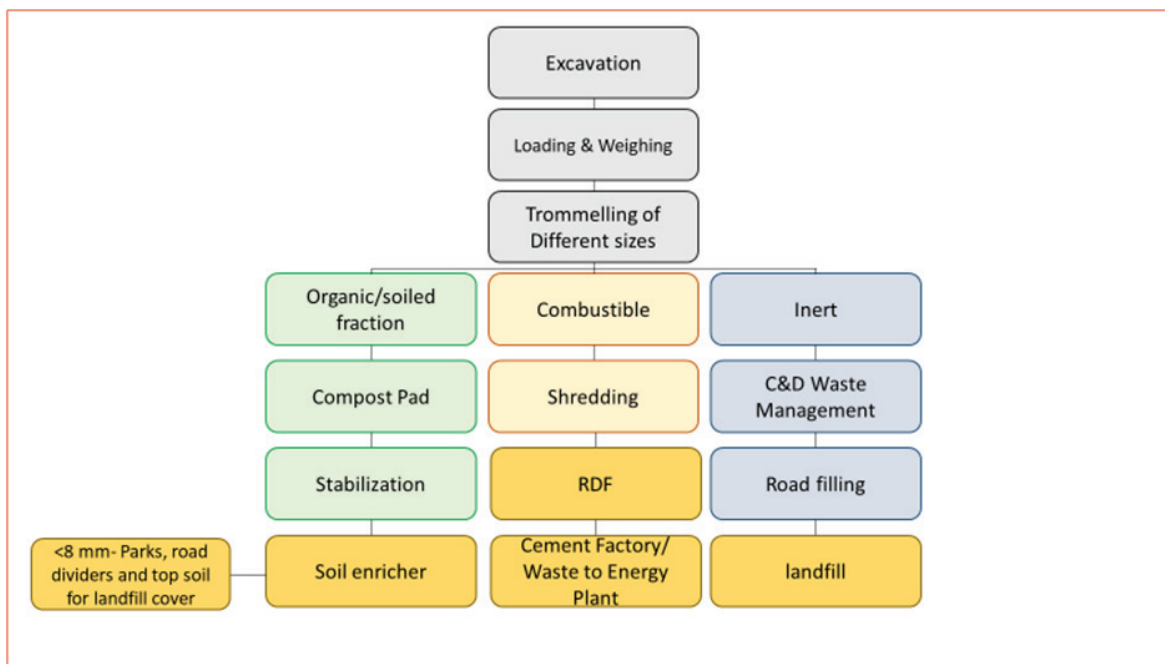 Excavation
Loading & Weighing
Trommelling of
Different sizes
Organic/soiled
fraction
Combustible
Inert
Compost Pad
Shredding
C&D Waste
Management
Stabilization
RDF
Road filling
<8 mm- Parks, road
dividers and top soil
for landfill cover
Soil enricher
Cement Factory/
Waste to Energy
Plant
landfill